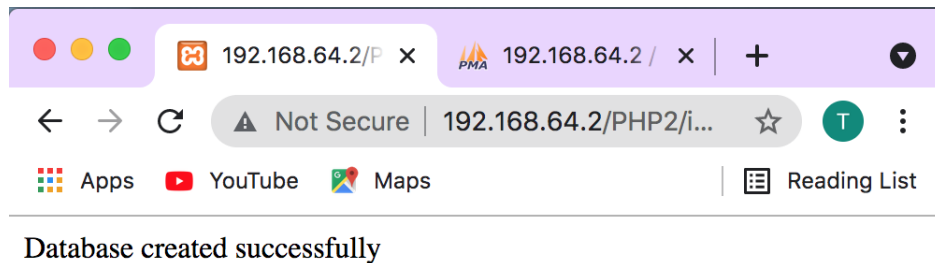 192.168.64.2/P
PMA 192.168.64.2 /
Not Secure 192.168.64.2/PHP2/i... T
Apps YouTube Maps Reading List
Database created successfully